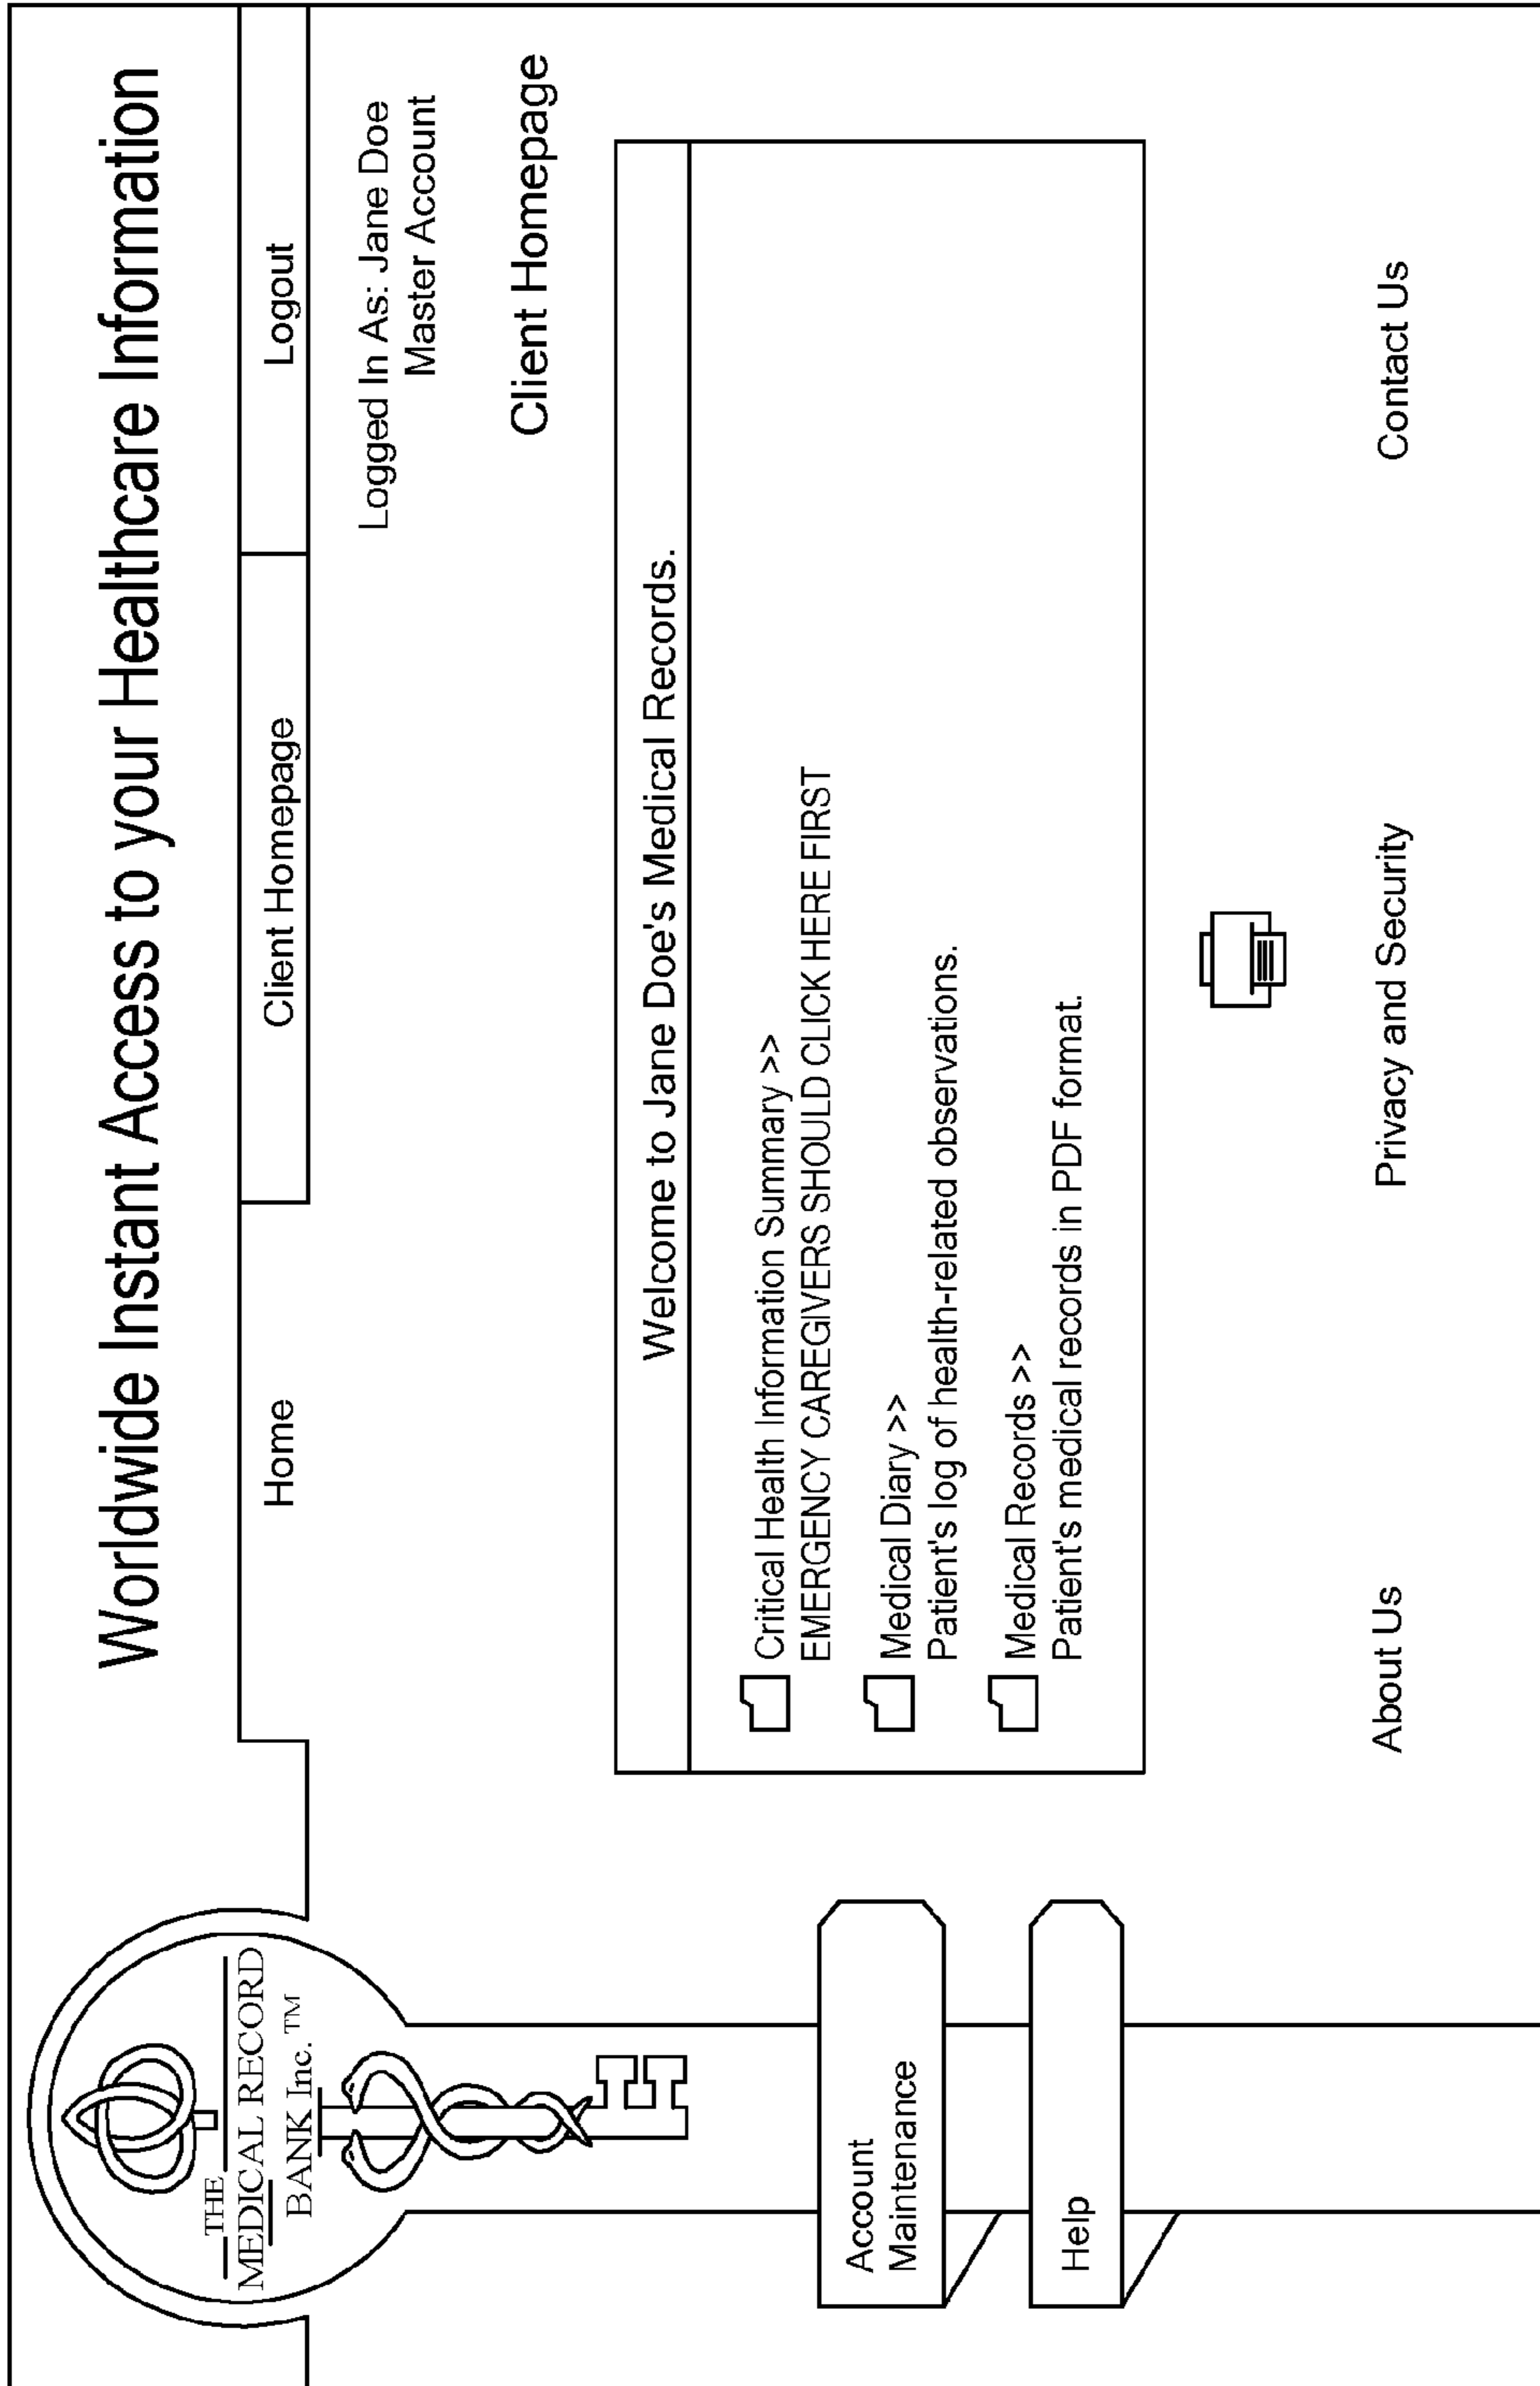 Worldwide Instant Access to your Healthcare Information
THE
MEDICAL RECORD
BANK Inc.™
Home
Client Homepage
Logout
Logged In As: Jane Doe
Master Account
Client Homepage
Welcome to Jane Doe's Medical Records.
Critical Health Information Summary >>
EMERGENCY CAREGIVERS SHOULD CLICK HERE FIRST
Medical Diary >>
Patient's log of health-related observations.
Medical Records >>
Patient's medical records in PDF format.
Account
Maintenance
Help
About Us
Privacy and Security
Contact Us